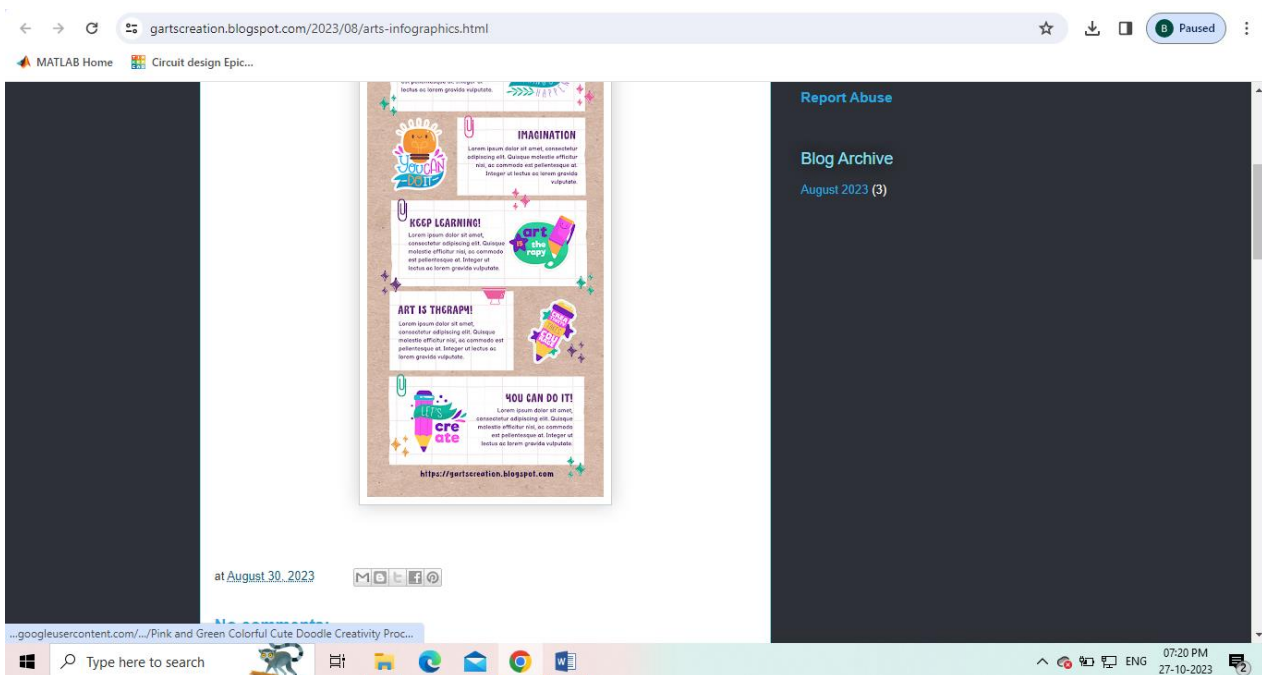 gartscreation.blogspot.com/2023/08/arts-infographics.html
B Paused
MATLAB Home Circuit design Epic...
lectus ac lorem gravida vulputate.
Report Abuse
Blog Archive
August 2023 (3)
YOU CAN
DO IT
IMAGINATION
Lorem ipsum dolor sit amet, consectetur
adipiscing elit. Quisque molestie efficitur
nisi, ac commodo est pellentesque at.
Integer ut lectus ac lorem gravida
vulputate.
KEEP LEARNING!
Lorem ipsum dolor sit amet,
consectetur adipiscing elit. Quisque
molestie efficitur nisi, ac commodo
est pellentesque at. Integer ut
lectus ac lorem gravida vulputate.
art
is the
rapy
ART IS THERAPY!
Lorem ipsum dolor sit amet,
consectetur adipiscing elit. Quisque
molestie efficitur nisi, ac commodo est
pellentesque at. Integer ut lectus ac
lorem gravida vulputate.
LET'S
cre
ate
YOU CAN DO IT!
Lorem ipsum dolor sit amet,
consectetur adipiscing elit. Quisque
molestie efficitur nisi, ac commodo
est pellentesque at. Integer ut
lectus ac lorem gravida vulputate.
https://gartscreation.blogspot.com
at August 30, 2023
...googleusercontent.com/.../Pink and Green Colorful Cute Doodle Creativity Proc...
Type here to search
ENG
07:20 PM
27-10-2023
2